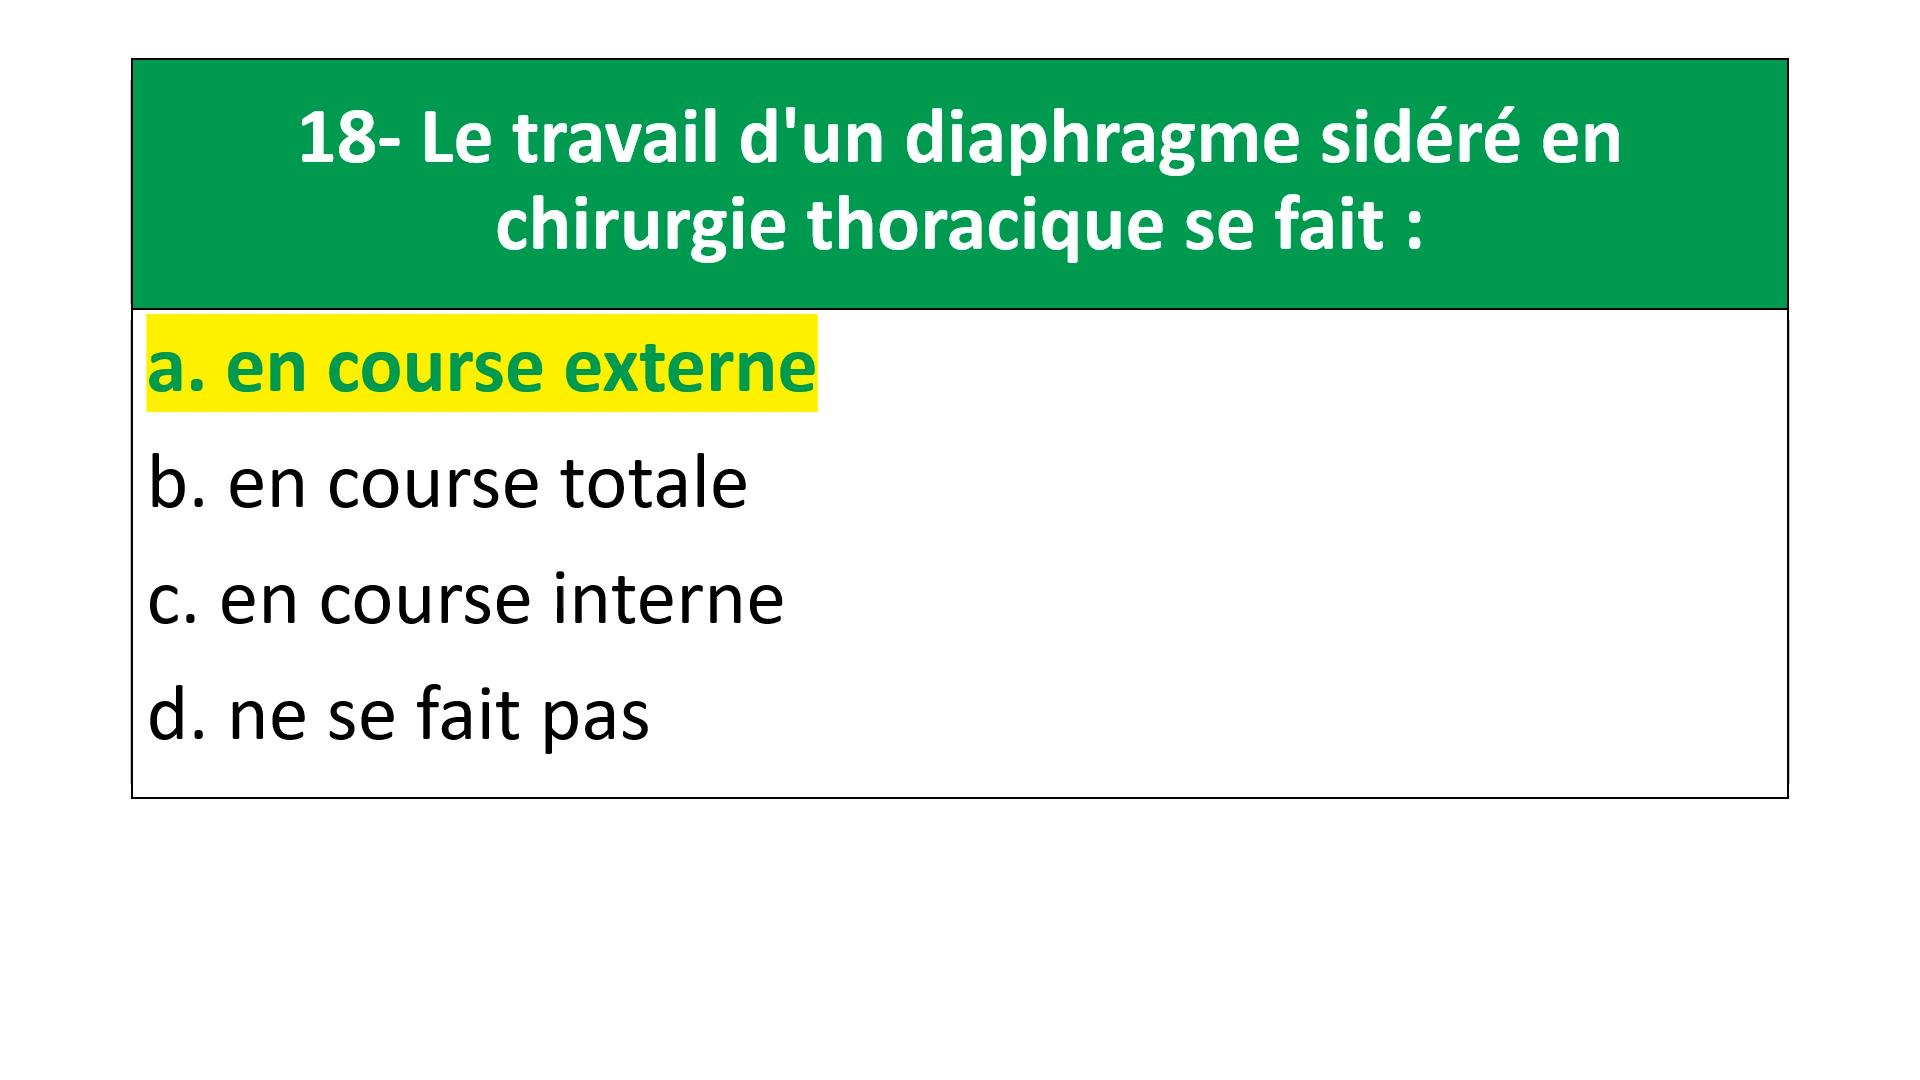 18- Le travail d'un diaphragme sidéré en
chirurgie thoracique se fait :
a. en course externe
b. en course totale
c. en course interne
d. ne se fait pas